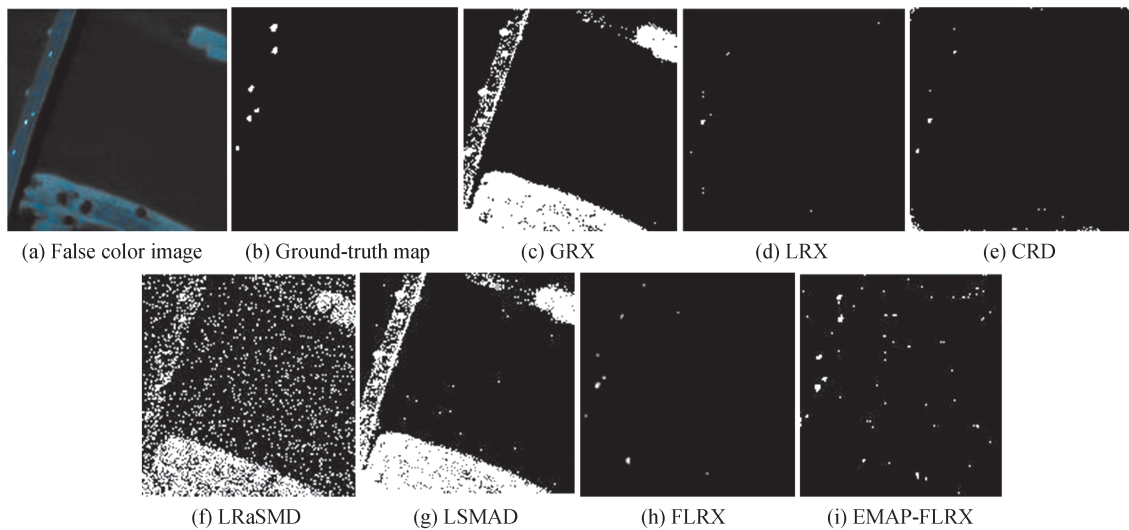 (a) False color image (b) Ground-truth map (c) GRX (d) LRX (e) CRD
(f) LRaSMD (g) LSMAD (h) FLRX (i) EMAP-FLRX